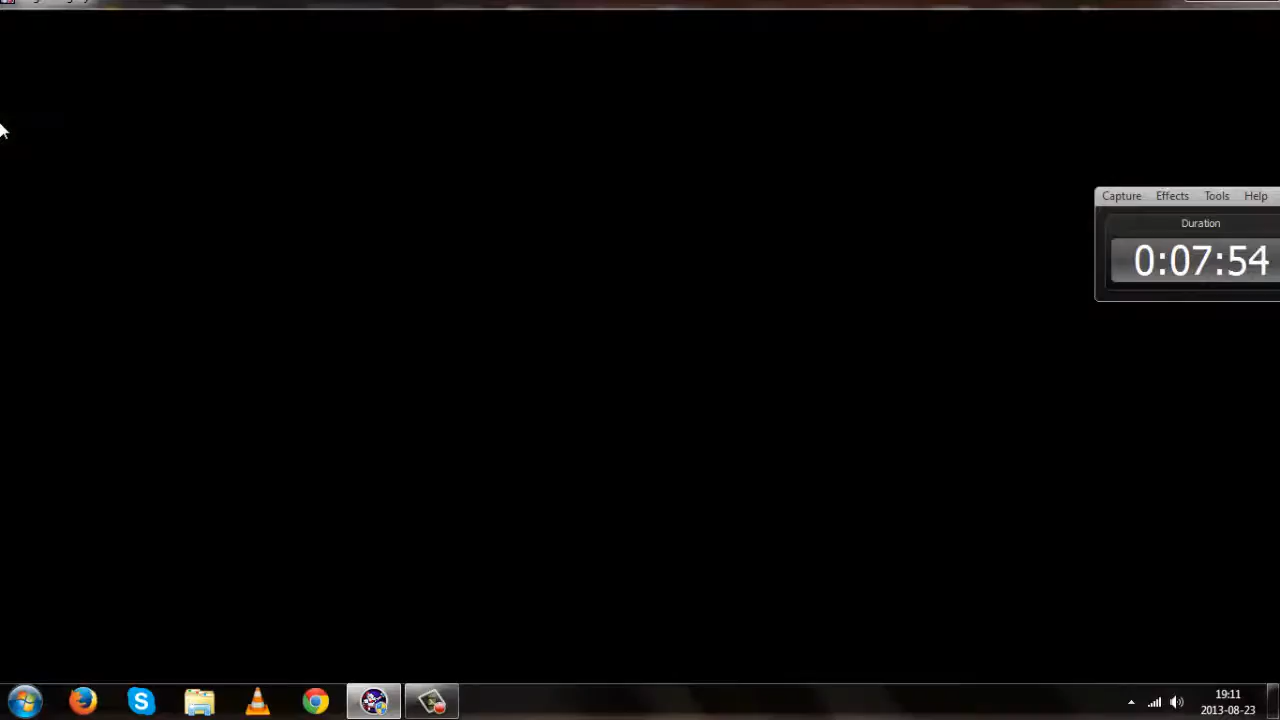 Capture Effects Tools Help
Duration
0:07:54
19:11
2013-08-23